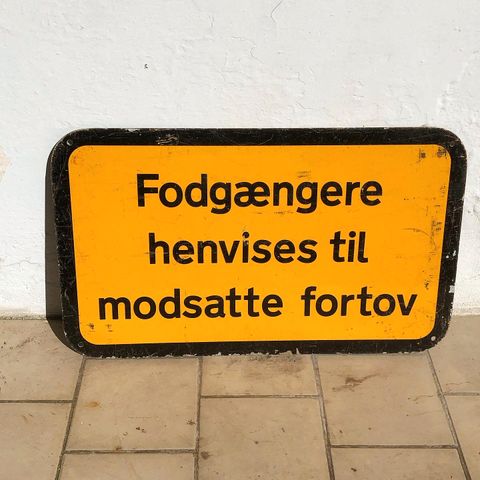 Fodgængere
henvises til
modsatte fortov